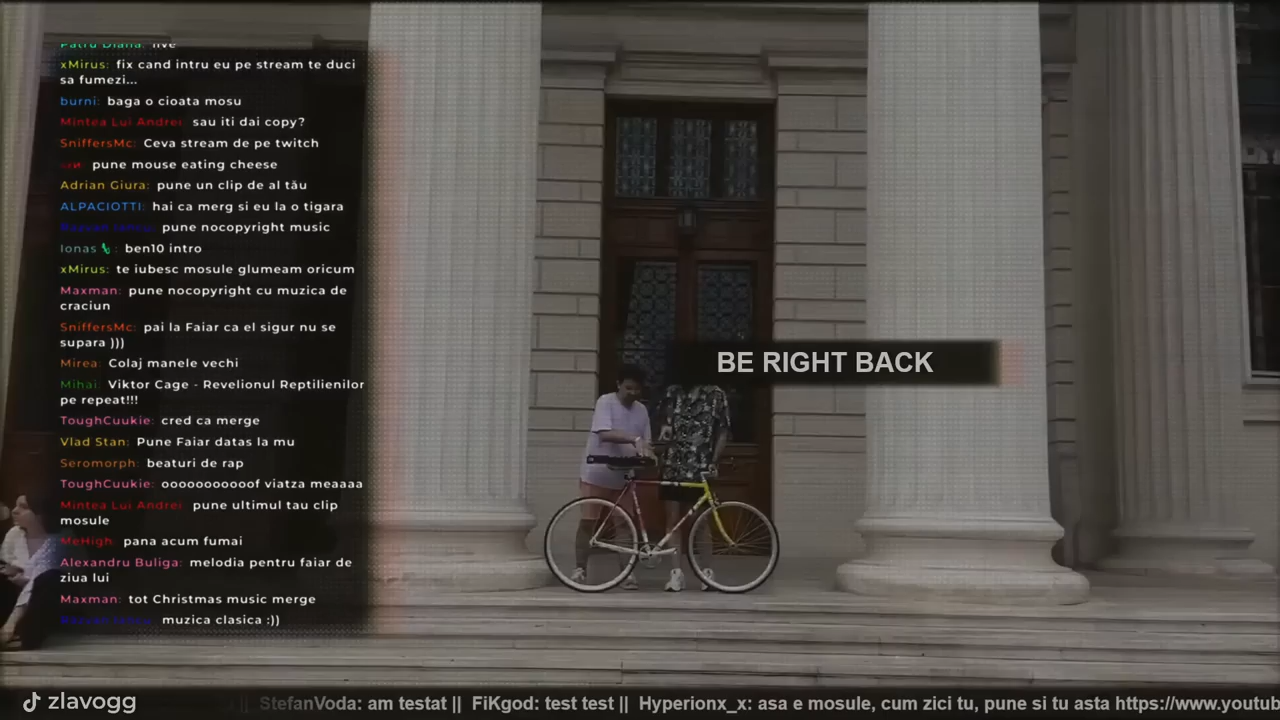 Patru Diana: live
xMirus: fix cand intru eu pe stream te duci
sa fumezi...
burni: baga o cioata mosu
Mintea Lui Andrei: sau iti dai copy?
SniffersMc: Ceva stream de pe twitch
pune mouse eating cheese
Adrian Giura: pune un clip de al tău
ALPACIOTTI: hai ca merg si eu la o tigara
pune nocopyright music
Ionas : ben10 intro
xMirus: te iubesc mosule glumeam oricum
Maxman: pune nocopyright cu muzica de
craciun
SniffersMc: pai la Faiar ca el sigur nu se
supara )))
Mirea: Colaj manele vechi
Mihai: Viktor Cage - Revelionul Reptilienilor
pe repeat!!!
ToughCuukie: cred ca merge
Vlad Stan: Pune Faiar datas la mu
Seromorph: beaturi de rap
ToughCuukie: ooooooooooof viatza meaaaa
Mintea Lui Andrei: pune ultimul tau clip
mosule
MeHigh: pana acum fumai
Alexandru Buliga: melodia pentru faiar de
ziua lui
Maxman: tot Christmas music merge
muzica clasica :))
BE RIGHT BACK
zlavogg
|| StefanVoda: am testat || FiKgod: test test || Hyperionx_x: asa e mosule, cum zici tu, pune si tu asta https://www.youtub